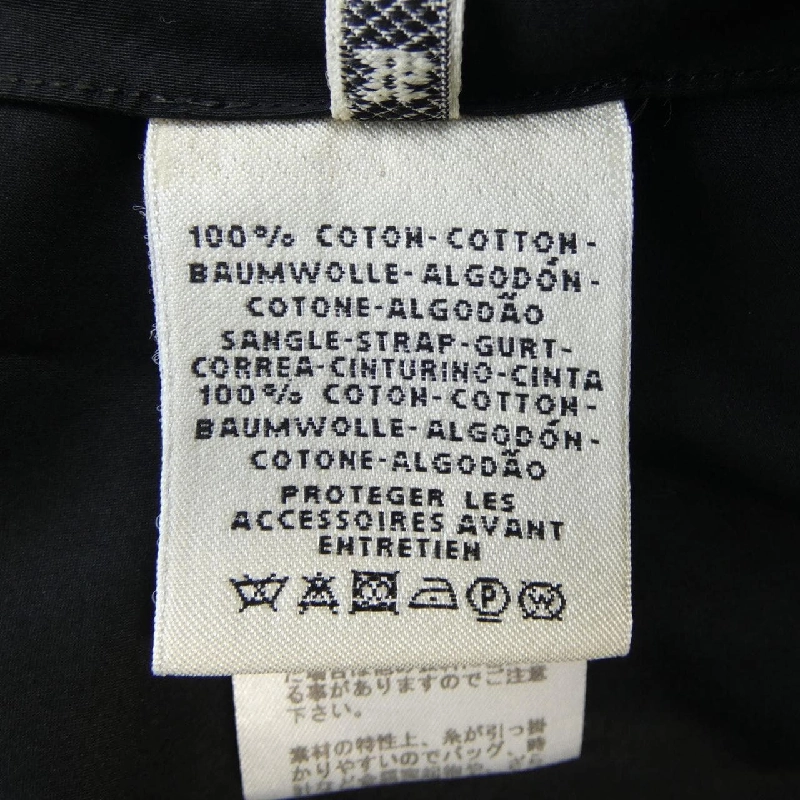 100% COTON-COTTON-
BAUMWOLLE-ALGODÓN-
COTONE-ALGODÃO
SANGLE-STRAP-GURT-
CORREA-CINTURINO-CINTA
100% COTON-COTTON-
BAUMWOLLE-ALGODÓN-
COTONE-ALGODÃO
PROTEGER LES
ACCESSOIRES AVANT
ENTRETIEN
P W
る事がありますのでご注意
下さい。
素材の特性上、糸が引っ掛
かりやすいのでバッグ、時